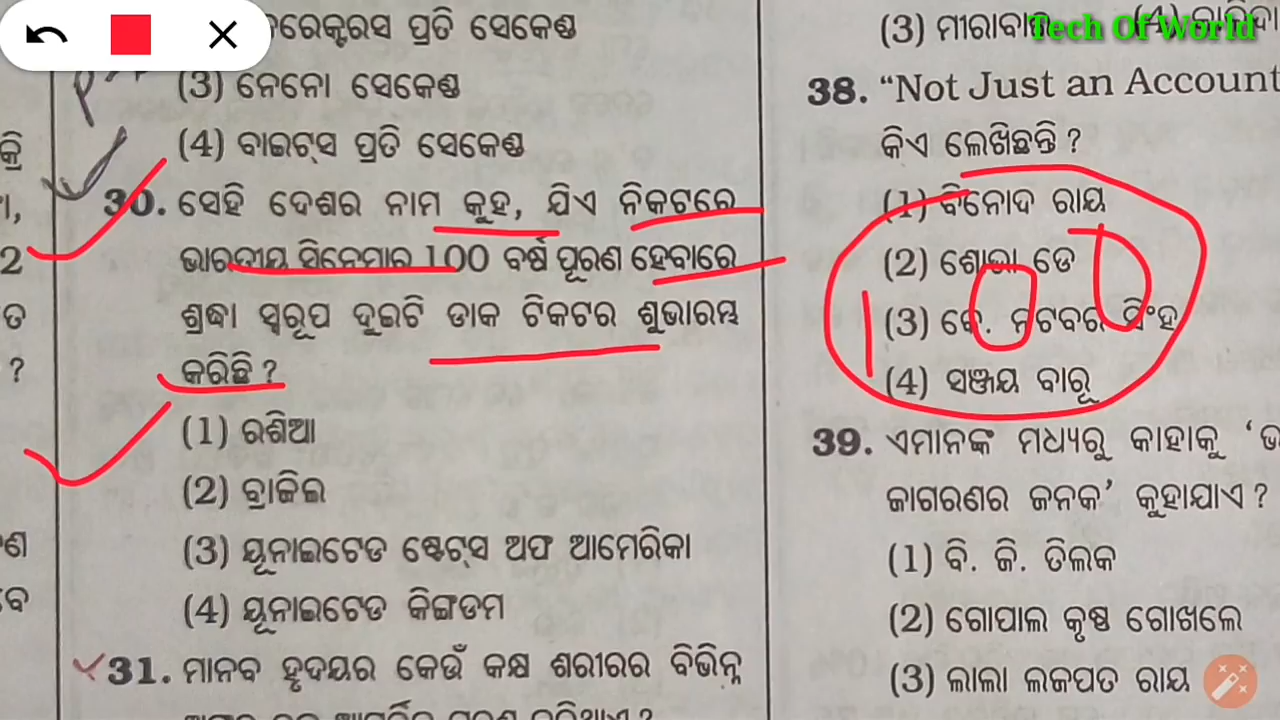 ପ୍ରତି ସେକେଣ୍ଡ
(3) ନେନୋ ସେକେଣ୍ଡ
(4) ବାଇଟ୍ସ ପ୍ରତି ସେକେଣ୍ଡ
30. ସେହି ଦେଶର ନାମ କୁହ, ଯିଏ ନିକଟରେ
ଭାରତୀୟ ସିନେମାର 100 ବର୍ଷ ପୂରଣ ହେବାରେ
ଶ୍ରଦ୍ଧା ସ୍ୱରୂପ ଦୁଇଟି ଡାକ ଟିକଟର ଶୁଭାରମ୍ଭ
କରିଛି ?
(1) ଋଷିଆ
(2) ବ୍ରାଜିଲ
(3) ୟୁନାଇଟେଡ ଷ୍ଟେଟ୍ସ ଅଫ ଆମେରିକା
(4) ୟୁନାଇଟେଡ କିଙ୍ଗଡମ
31. ମାନବ ହୃଦୟର କେଉଁ କକ୍ଷ ଶରୀରର ବିଭିନ୍ନ
(3) ମୀରାବାଈ (4)
Tech Of World
38. “Not Just an Account
କିଏ ଲେଖିଛନ୍ତି ?
(1) ବିନୋଦ ରାୟ
(2) ଶୋଭା ଡେ
(3) କେ. ନଟବର ସିଂହ
(4) ସଞ୍ଜୟ ବାରୂ
39. ଏମାନଙ୍କ ମଧ୍ୟରୁ କାହାକୁ ‘
ଜାଗରଣର ଜନକ’ କୁହାଯାଏ ?
(1) ବି. ଜି. ତିଲକ
(2) ଗୋପାଳ କୃଷ୍ଣ ଗୋଖଲେ
(3) ଲାଲା ଲଜପତ ରାୟ